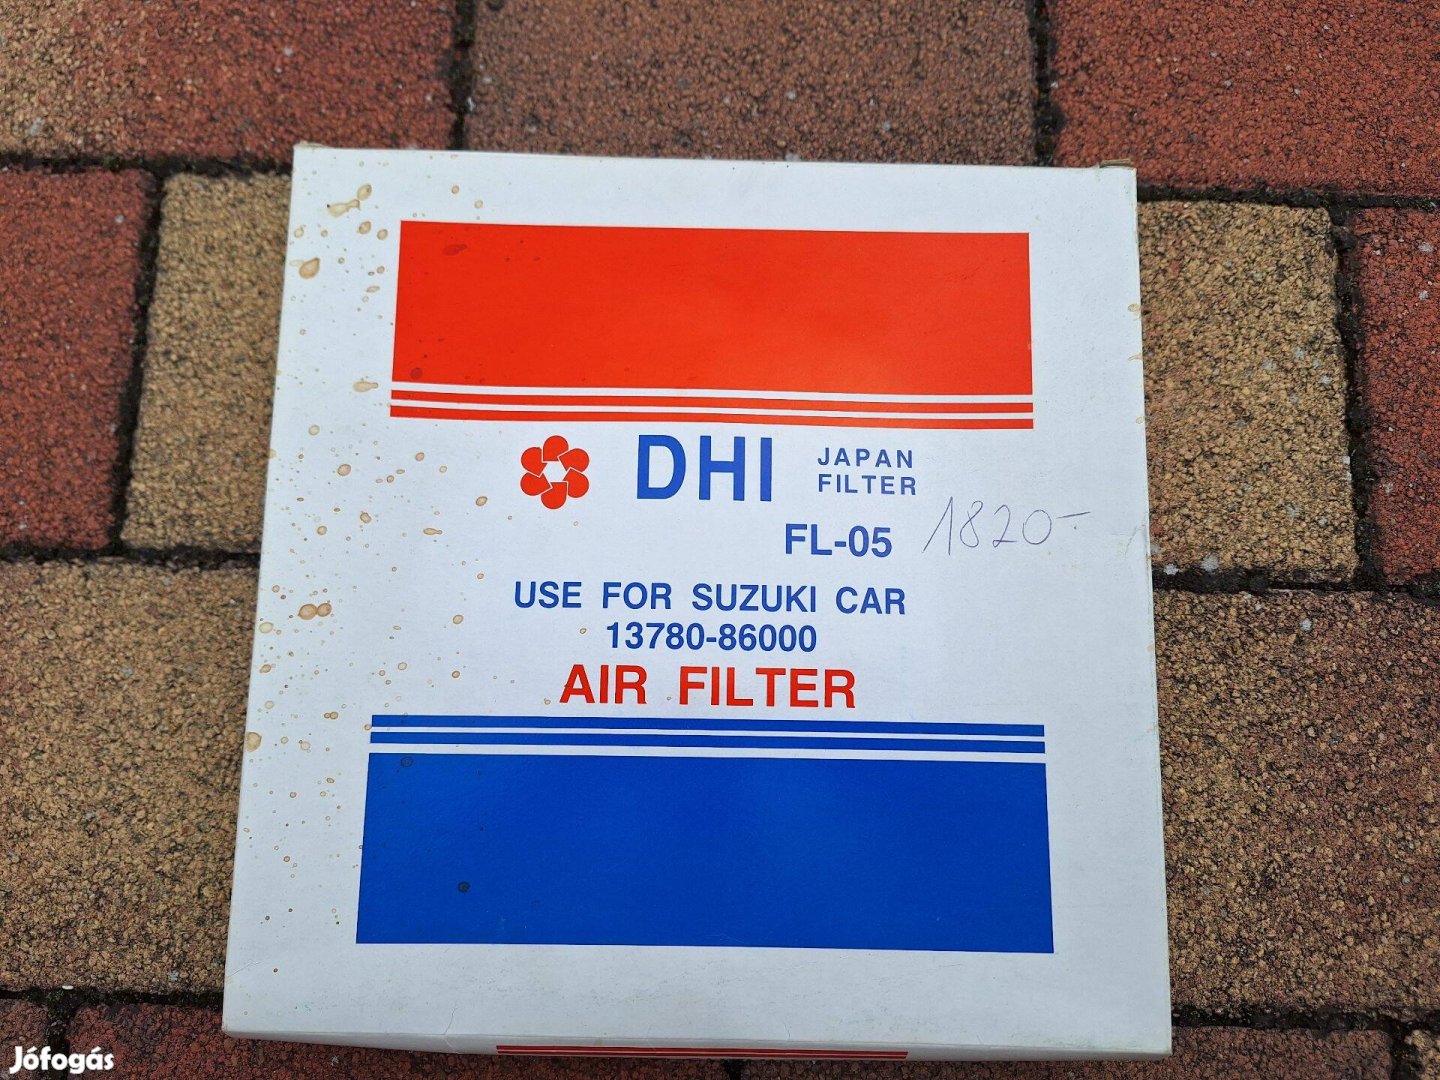 DHI JAPAN
FILTER
FL-05 1820-
USE FOR SUZUKI CAR
13780-86000
AIR FILTER
Jófogás